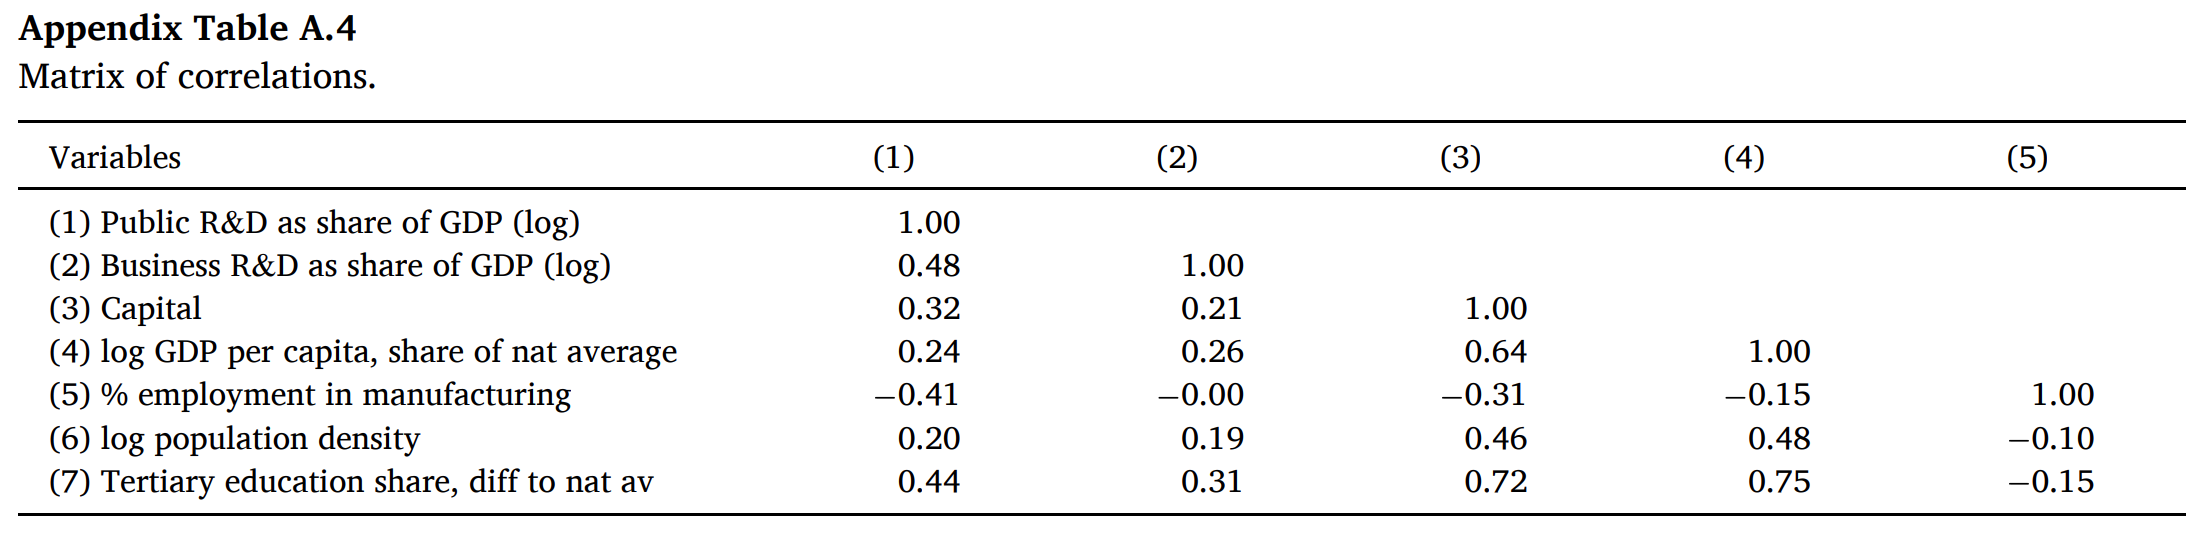 Appendix Table A.4
Matrix of correlations.
Variables (1) (2) (3) (4) (5)
(1) Public R&D as share of GDP (log) 1.00
(2) Business R&D as share of GDP (log) 0.48 1.00
(3) Capital 0.32 0.21 1.00
(4) log GDP per capita, share of nat average 0.24 0.26 0.64 1.00
(5) % employment in manufacturing −0.41 −0.00 −0.31 −0.15 1.00
(6) log population density 0.20 0.19 0.46 0.48 −0.10
(7) Tertiary education share, diff to nat av 0.44 0.31 0.72 0.75 −0.15